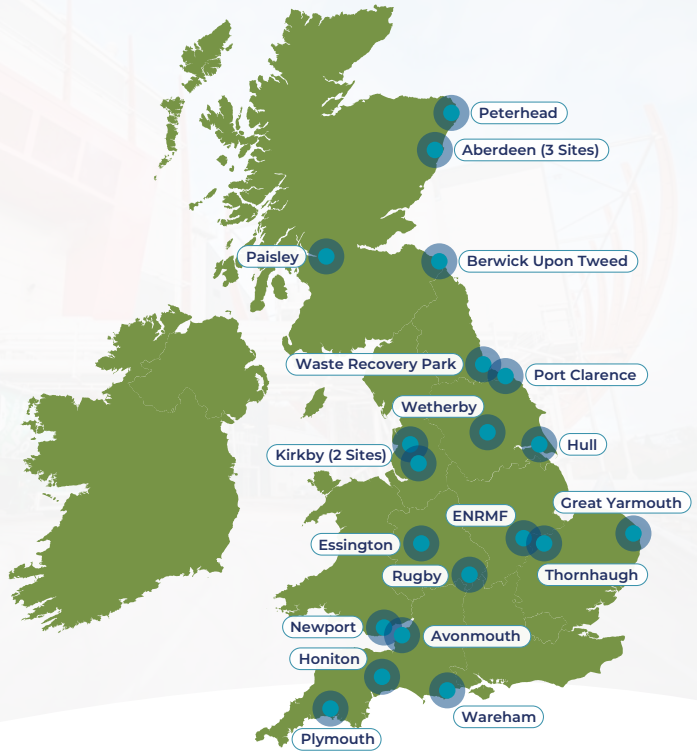 Peterhead
Aberdeen (3 Sites)
Paisley
Berwick Upon Tweed
Waste Recovery Park
Port Clarence
Wetherby
Hull
Kirkby (2 Sites)
Great Yarmouth
ENRMF
Essington
Thornhaugh
Rugby
Newport
Avonmouth
Honiton
Wareham
Plymouth